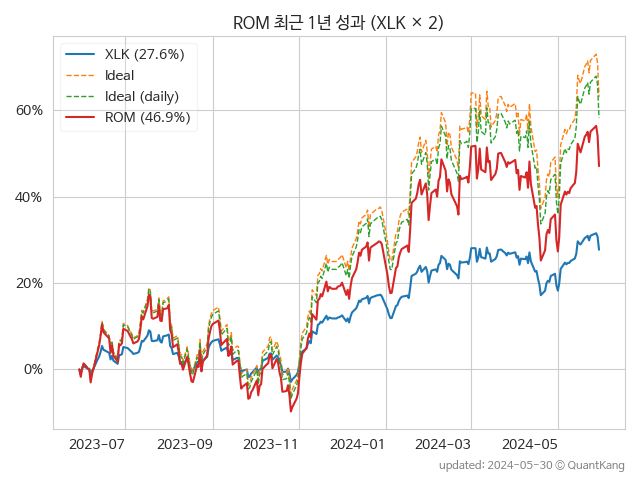 ROM 최근 1년 성과 (XLK × 2)
XLK (27.6%)
Ideal
Ideal (daily)
ROM (46.9%)
60%
40%
20%
0%
2023−07
2023−09
2023−11
2024−01
2024−03
2024−05
updated: 2024-05-30 ⓒ QuantKang